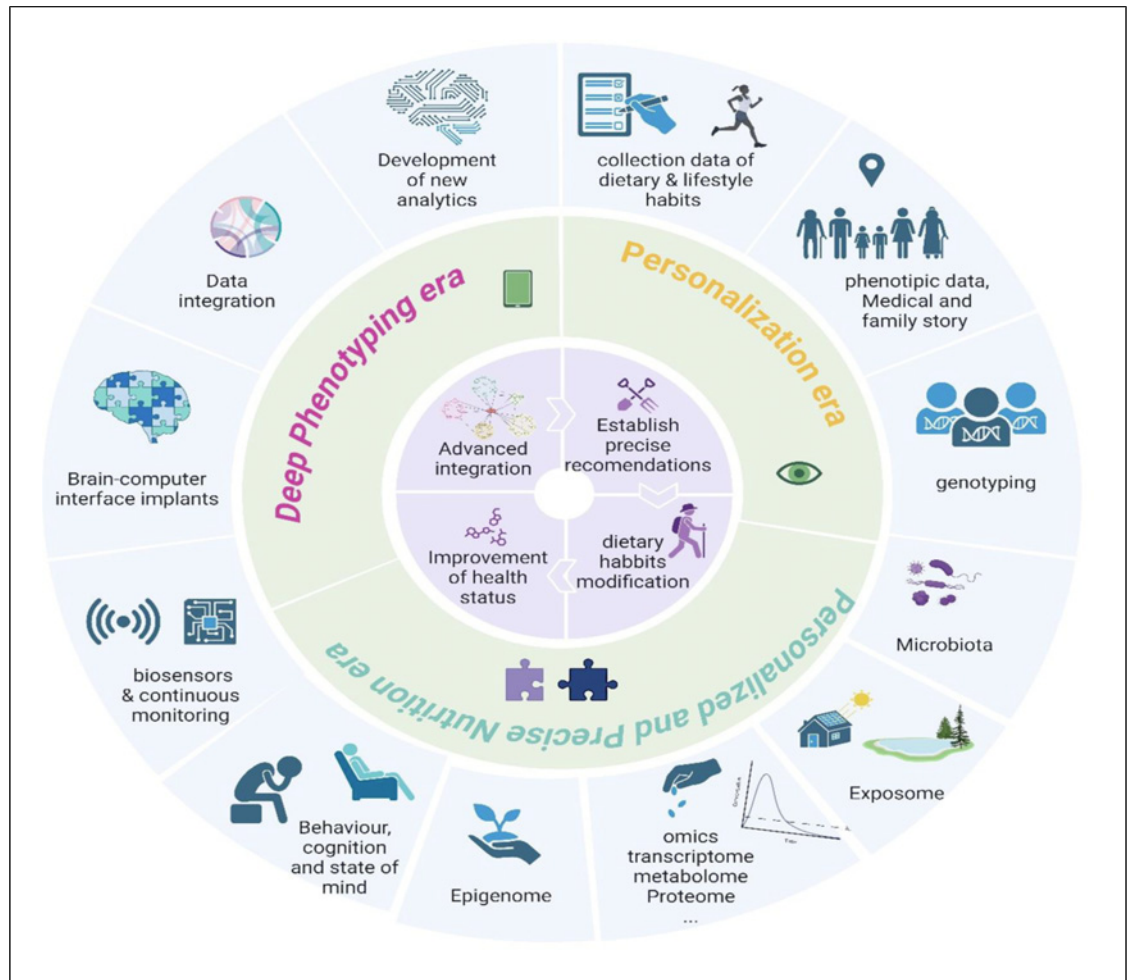 Development
of new
analytics
collection data of
dietary & lifestyle
habits
phenotipic data,
Medical and
family story
genotyping
Microbiota
Exposome
omics
transcriptome
metabolome
Proteome
...
Epigenome
Behaviour,
cognition
and state of
mind
biosensors
& continuous
monitoring
Brain-computer
interface implants
Data
integration
Deep Phenotyping era
Personalization era
Personalized and Precise Nutrition era
Advanced
integration
Establish
precise
recomendations
dietary
habbits
modification
Improvement
of health
status